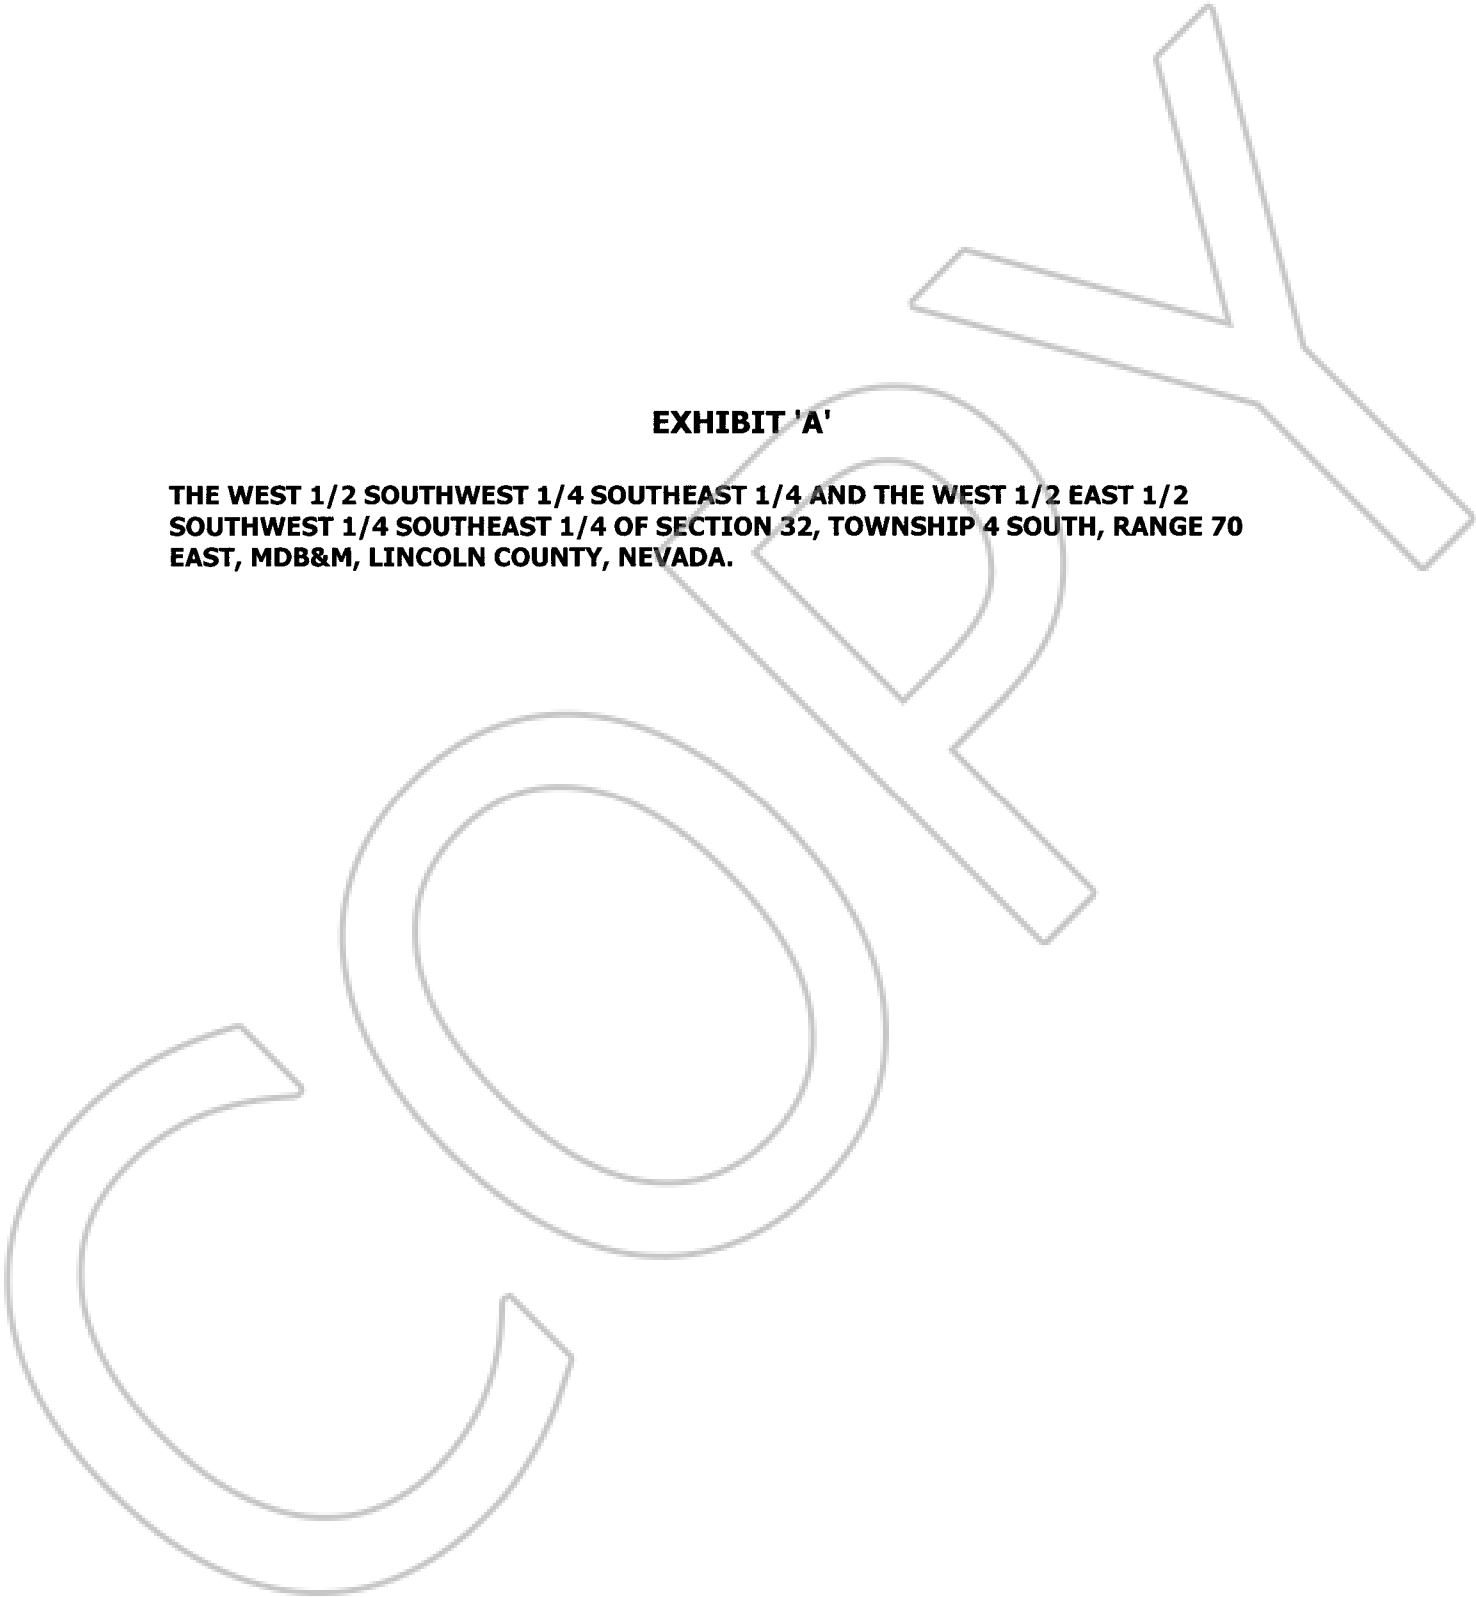 EXHIBIT 'A'
THE WEST 1/2 SOUTHWEST 1/4 SOUTHEAST 1/4 AND THE WEST 1/2 EAST 1/2
SOUTHWEST 1/4 SOUTHEAST 1/4 OF SECTION 32, TOWNSHIP 4 SOUTH, RANGE 70
EAST, MDB&M, LINCOLN COUNTY, NEVADA.
COPY